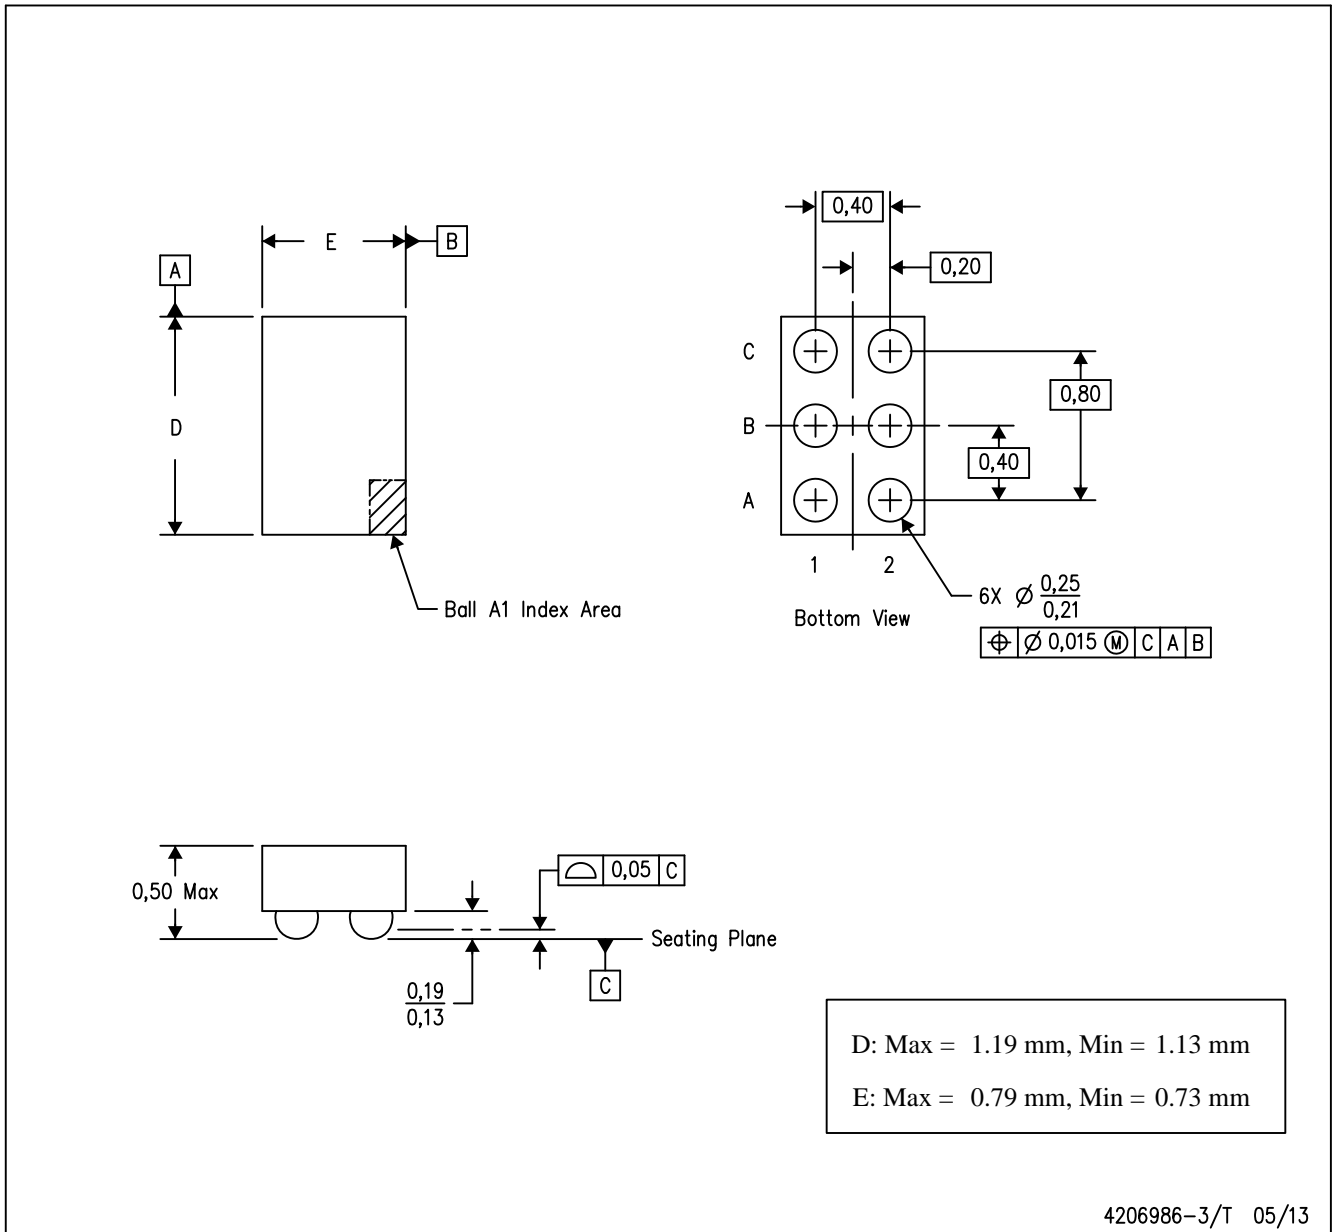 0,40
E
B
A
0,20
C
D
B
0,80
0,40
A
1 2
Ball A1 Index Area
Bottom View
6X Ø 0,25
0,21
⌖ Ø 0,015 Ⓜ C A B
0,50 Max
⌓ 0,05 C
Seating Plane
C
0,19
0,13
D: Max = 1.19 mm, Min = 1.13 mm
E: Max = 0.79 mm, Min = 0.73 mm
4206986-3/T 05/13